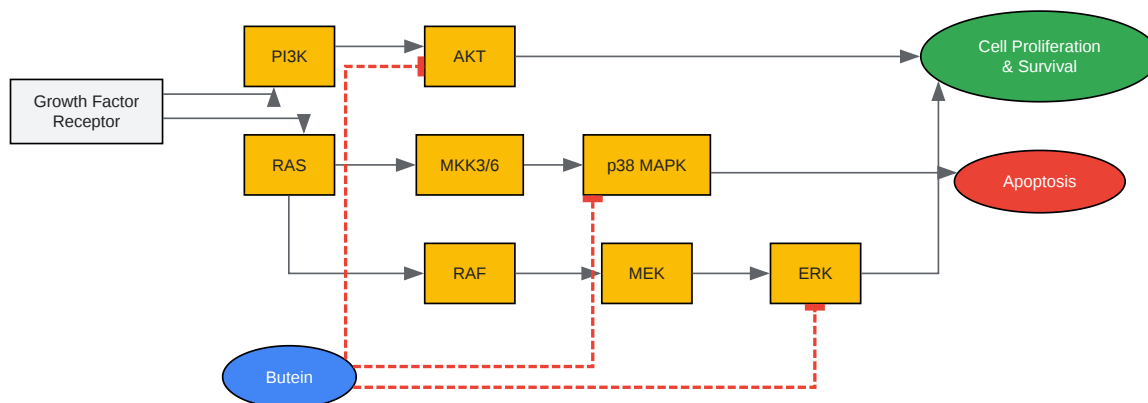 PI3K
AKT
Cell Proliferation
& Survival
Growth Factor
Receptor
RAS
MKK3/6
p38 MAPK
Apoptosis
RAF
MEK
ERK
Butein